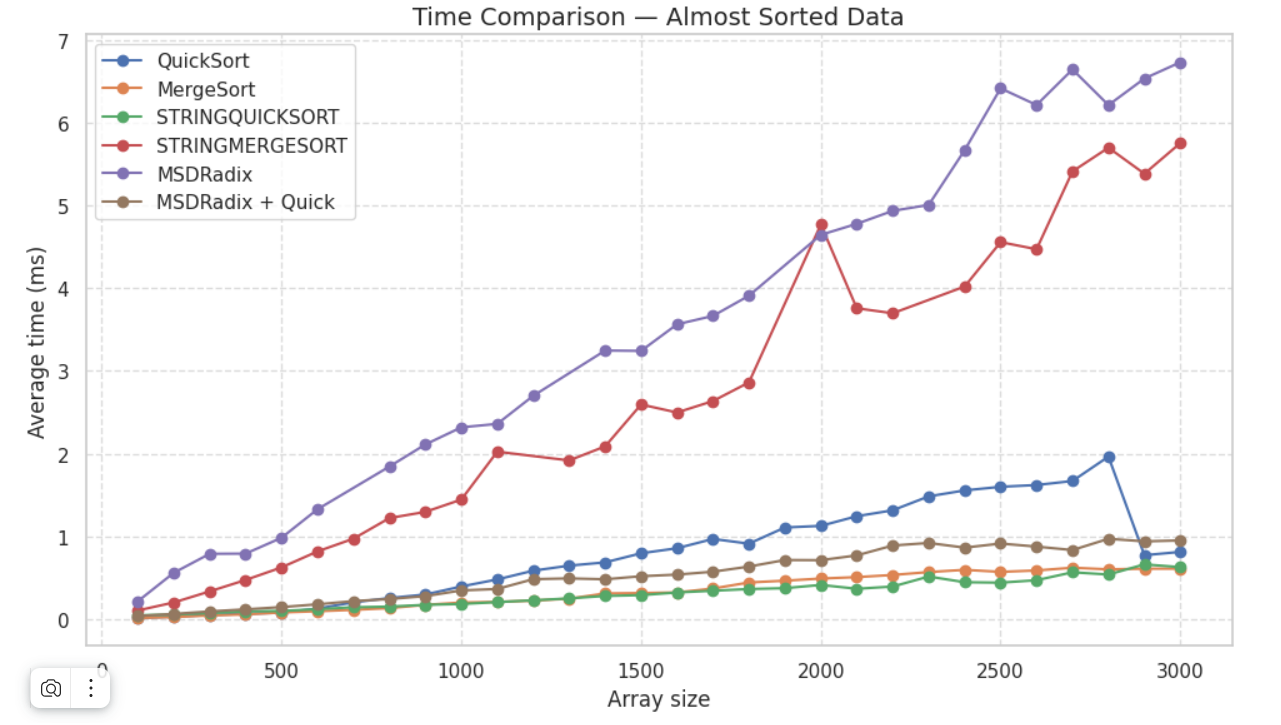 Time Comparison — Almost Sorted Data
7
6
5
4
3
2
1
0
Average time (ms)
QuickSort
MergeSort
STRINGQUICKSORT
STRINGMERGESORT
MSDRadix
MSDRadix + Quick
0
500
1000
1500
2000
2500
3000
Array size